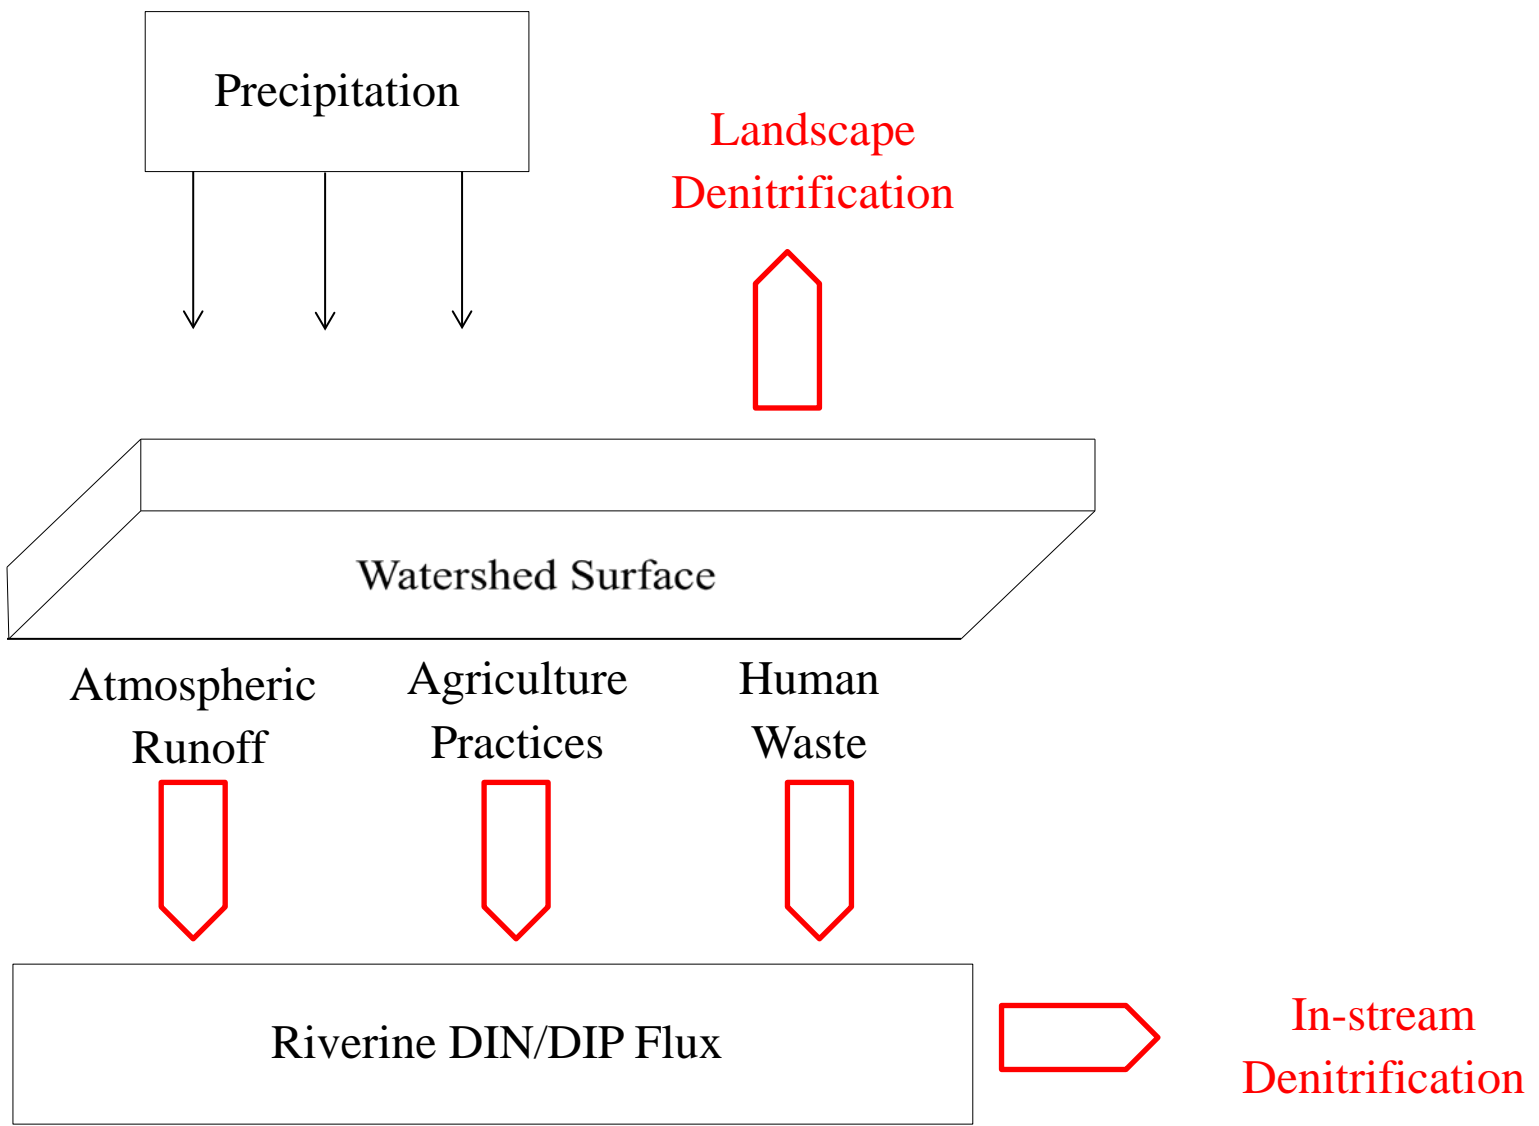 Precipitation
Landscape
Denitrification
Watershed Surface
Atmospheric
Runoff
Agriculture
Practices
Human
Waste
Riverine DIN/DIP Flux
In-stream
Denitrification